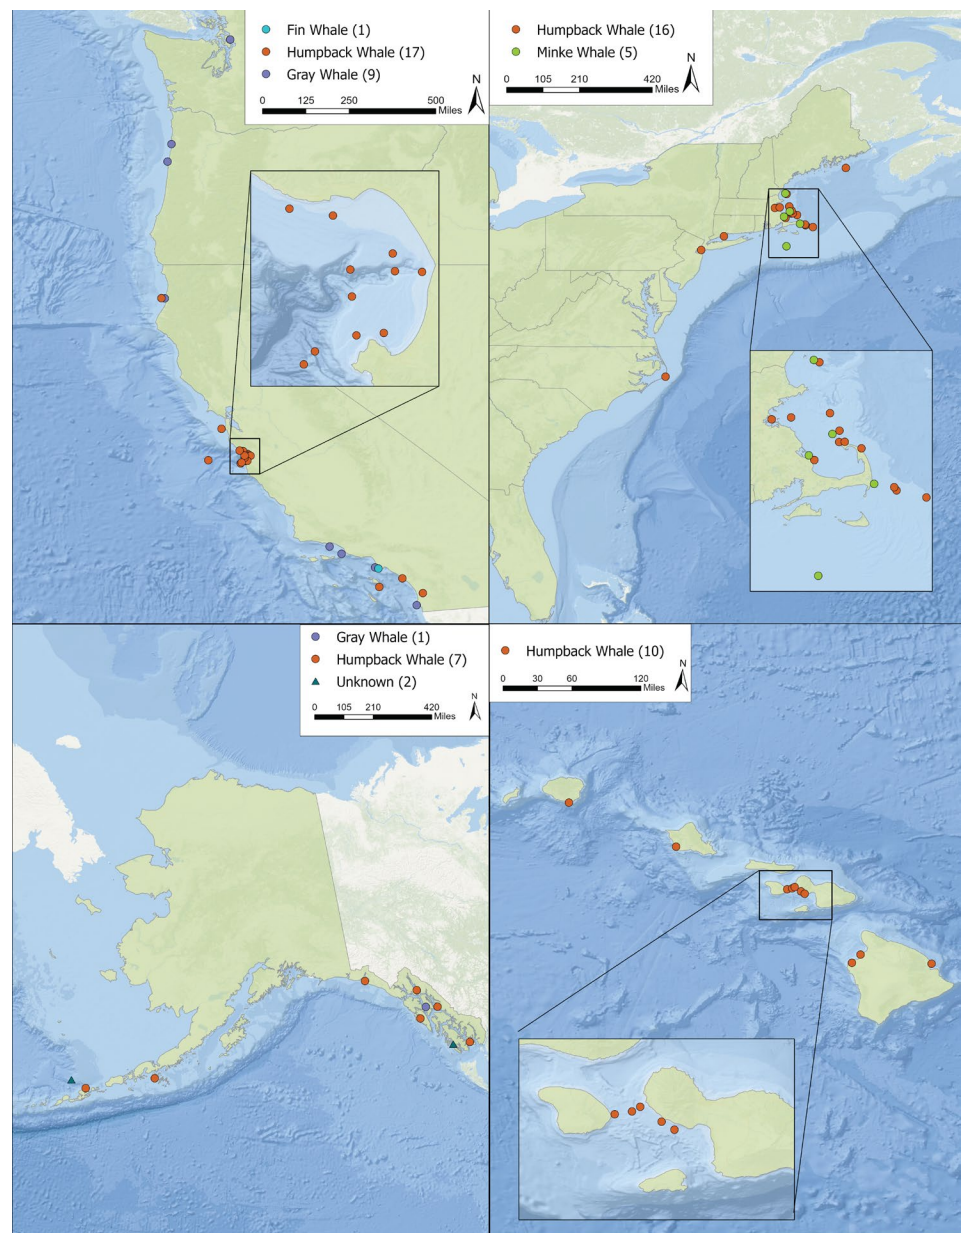 Fin Whale (1)
Humpback Whale (17)
Gray Whale (9)
N
0 125 250 500
Miles
Humpback Whale (16)
Minke Whale (5)
N
0 105 210 420
Miles
Gray Whale (1)
Humpback Whale (7)
Unknown (2)
N
0 105 210 420
Miles
Humpback Whale (10)
N
0 30 60 120
Miles